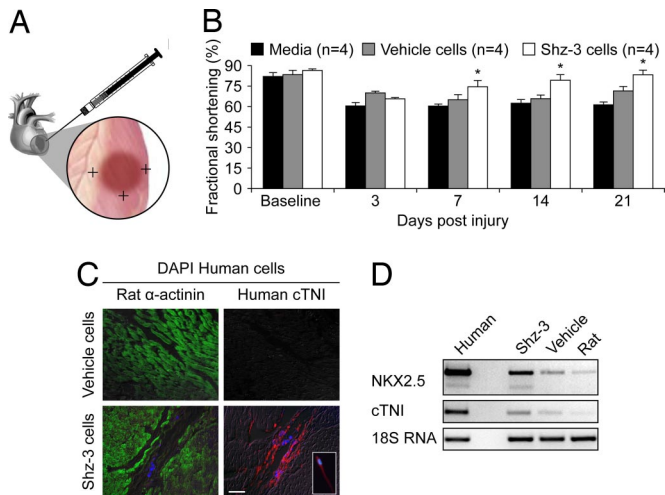 A
B
Media (n=4) Vehicle cells (n=4) Shz-3 cells (n=4)
Fractional shortening (%)
90
75
60
45
30
15
0
* * *
Baseline 3 7 14 21
Days post injury
C
DAPI Human cells
Rat α-actinin Human cTNI
Vehicle cells
Shz-3 cells
D
Human Shz-3 Vehicle Rat
NKX2.5
cTNI
18S RNA